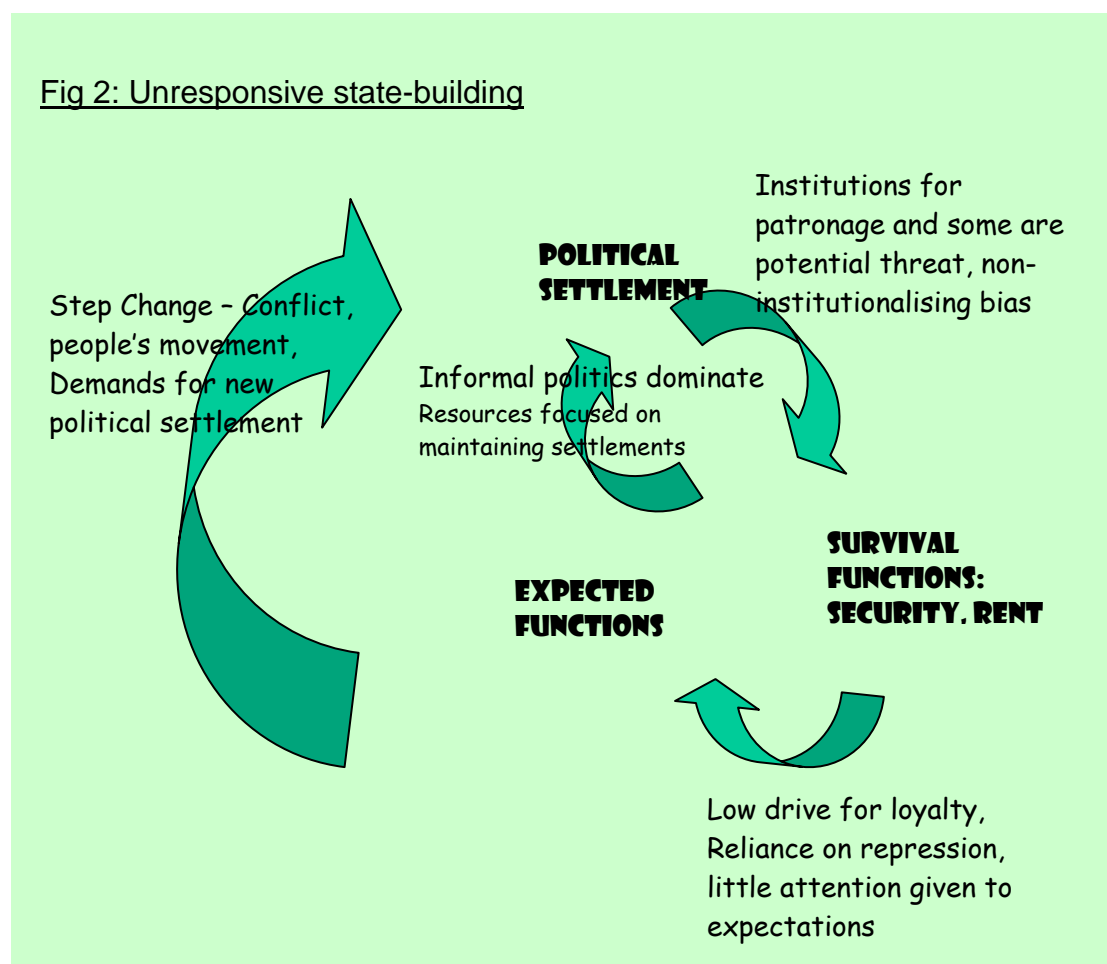 Fig 2: Unresponsive state-building
Institutions for
patronage and some are
potential threat, non-
institutionalising bias
POLITICAL
SETTLEMENT
Step Change – Conflict,
people's movement,
Demands for new
political settlement
Informal politics dominate
Resources focused on
maintaining settlements
SURVIVAL
FUNCTIONS:
SECURITY, RENT
EXPECTED
FUNCTIONS
Low drive for loyalty,
Reliance on repression,
little attention given to
expectations